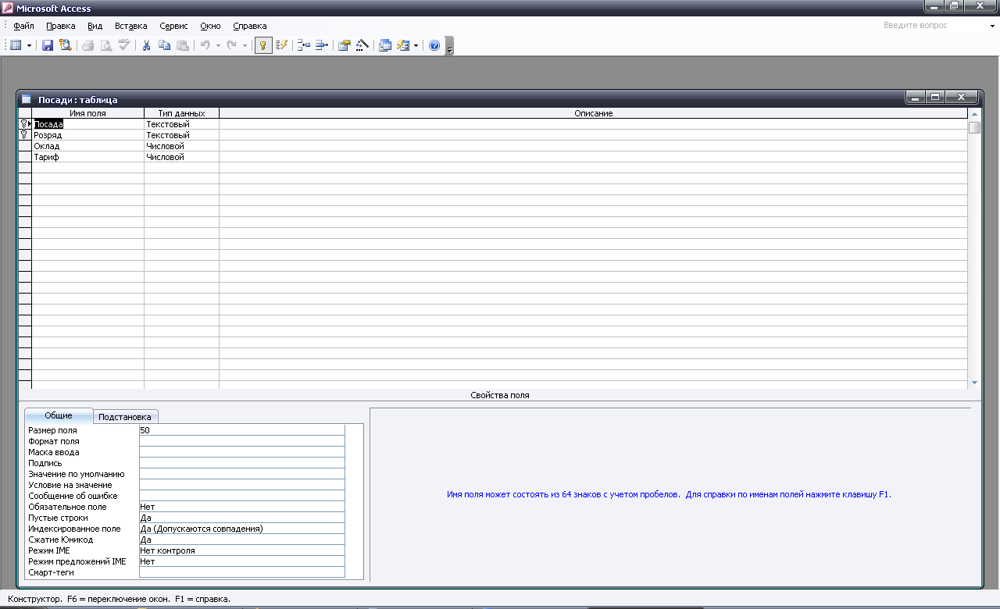 Microsoft Access
Файл Правка Вид Вставка Сервис Окно Справка Введите вопрос
Посади : таблица
Имя поля Тип данных Описание
Посада Текстовый
Розряд Текстовый
Оклад Числовой
Тариф Числовой
Свойства поля
Общие Подстановка
Размер поля 50
Формат поля
Маска ввода
Подпись
Значение по умолчанию
Условие на значение
Сообщение об ошибке
Обязательное поле Нет
Пустые строки Да
Индексированное поле Да (Допускаются совпадения)
Сжатие Юникод Да
Режим IME Нет контроля
Режим предложений IME Нет
Смарт-теги
Имя поля может состоять из 64 знаков с учетом пробелов. Для справки по именам полей нажмите клавишу F1.
Конструктор. F6 = переключение окон. F1 = справка.